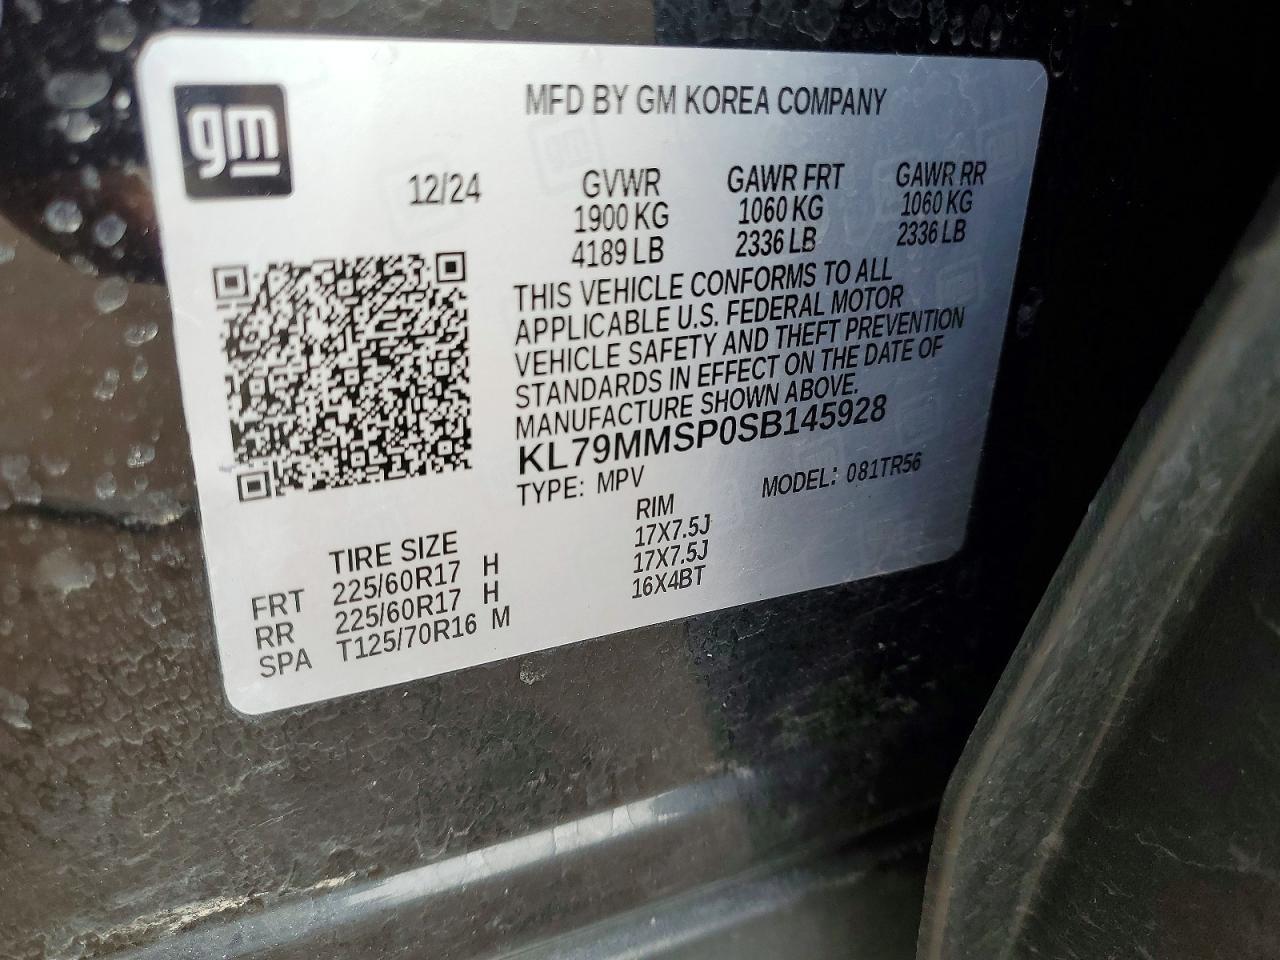 gm
MFD BY GM KOREA COMPANY
12/24 GVWR GAWR FRT GAWR RR
1900 KG 1060 KG 1060 KG
4189 LB 2336 LB 2336 LB
THIS VEHICLE CONFORMS TO ALL
APPLICABLE U.S. FEDERAL MOTOR
VEHICLE SAFETY AND THEFT PREVENTION
STANDARDS IN EFFECT ON THE DATE OF
MANUFACTURE SHOWN ABOVE.
KL79MMSP0SB145928
TYPE: MPV MODEL: 081TR56
TIRE SIZE RIM
FRT 225/60R17 H 17X7.5J
RR 225/60R17 H 17X7.5J
SPA T125/70R16 M 16X4BT